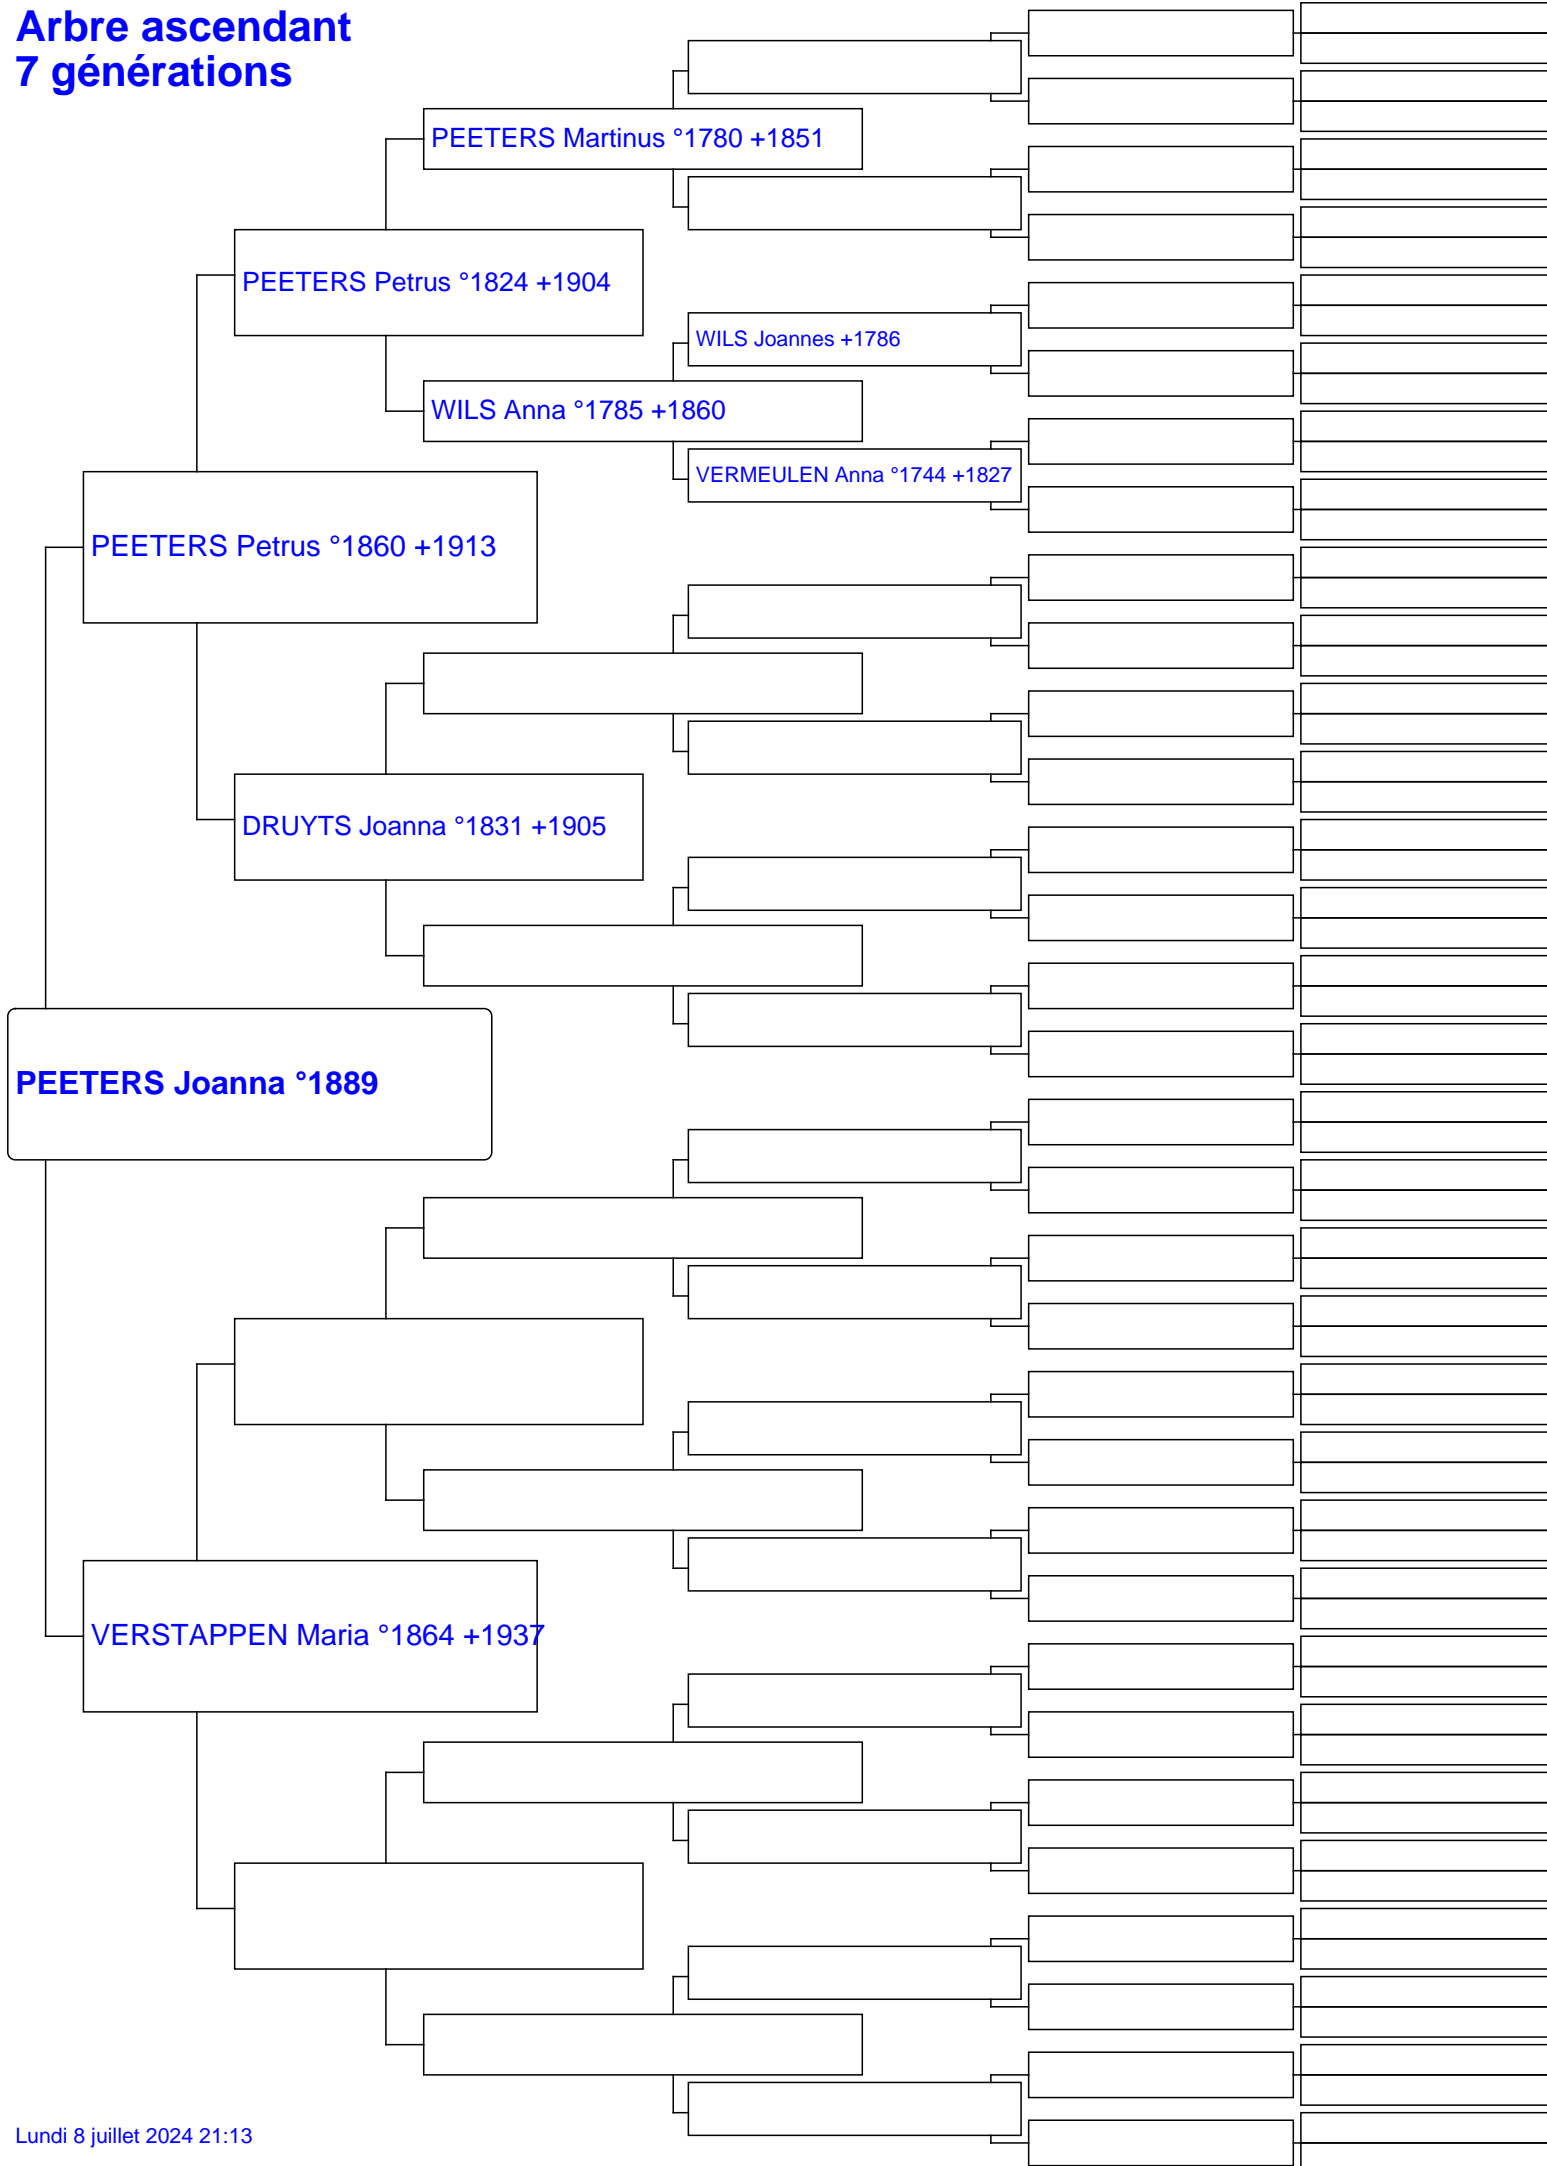 Arbre ascendant
7 générations
PEETERS Martinus °1780 +1851
PEETERS Petrus °1824 +1904
WILS Joannes +1786
WILS Anna °1785 +1860
VERMEULEN Anna °1744 +1827
PEETERS Petrus °1860 +1913
DRUYTS Joanna °1831 +1905
PEETERS Joanna °1889
VERSTAPPEN Maria °1864 +1937
Lundi 8 juillet 2024 21:13